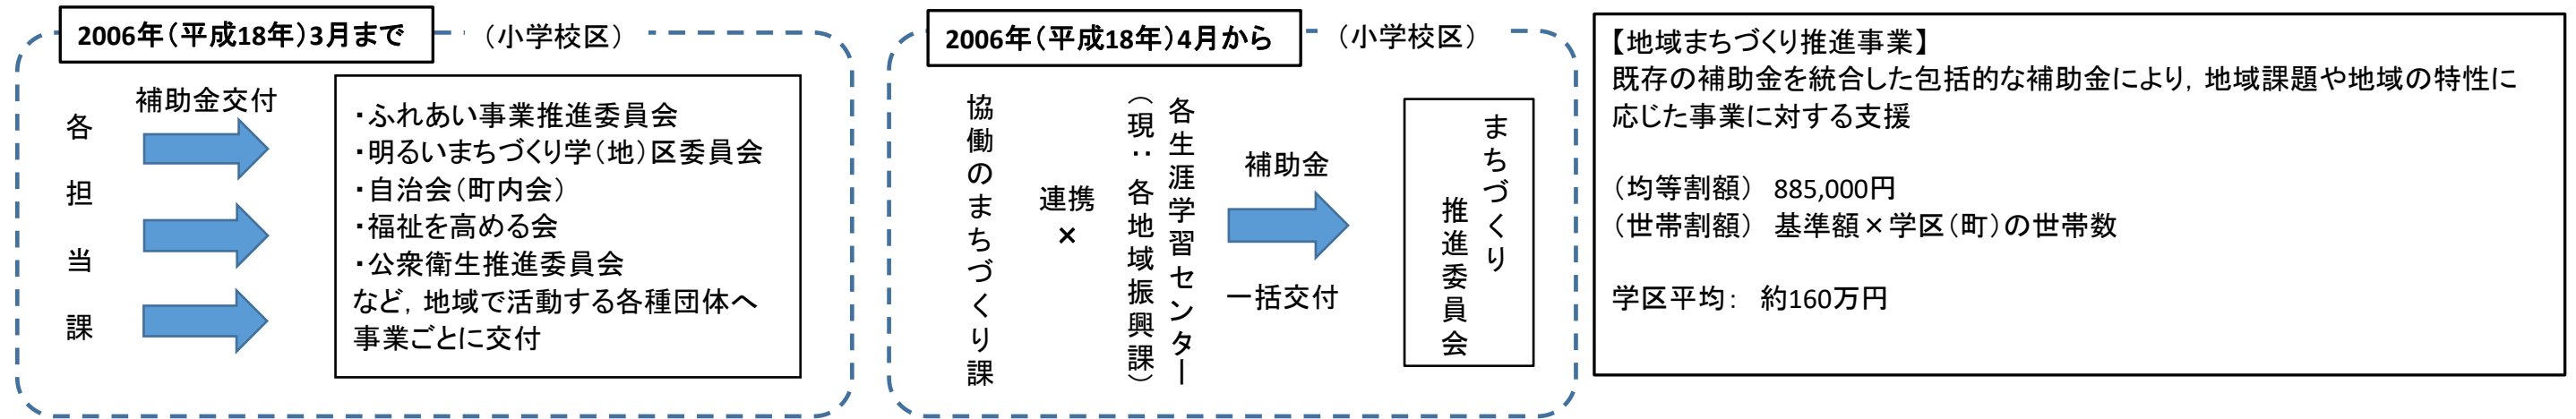 2006年（平成18年）3月まで
（小学校区）
各担当課
補助金交付
・ふれあい事業推進委員会
・明るいまちづくり学（地）区委員会
・自治会（町内会）
・福祉を高める会
・公衆衛生推進委員会
など，地域で活動する各種団体へ
事業ごとに交付
2006年（平成18年）4月から
（小学校区）
協働のまちづくり課
連携
×
各生涯学習センター
（現：各地域振興課）
補助金
一括交付
まちづくり
推進委員会
【地域まちづくり推進事業】
既存の補助金を統合した包括的な補助金により，地域課題や地域の特性に
応じた事業に対する支援
（均等割額） 885,000円
（世帯割額） 基準額×学区（町）の世帯数
学区平均： 約160万円